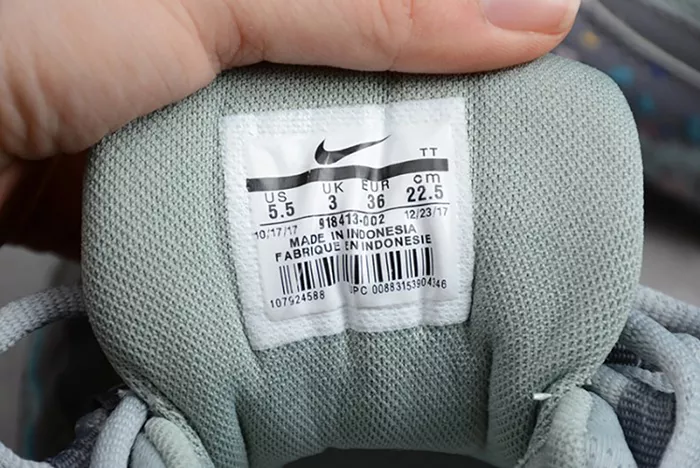 TT
US UK EUR cm
5.5 3 36 22.5
10/17/17 918413-002 12/23/17
MADE IN INDONESIA
FABRIQUE EN INDONESIE
107924588 UPC 00883153904346